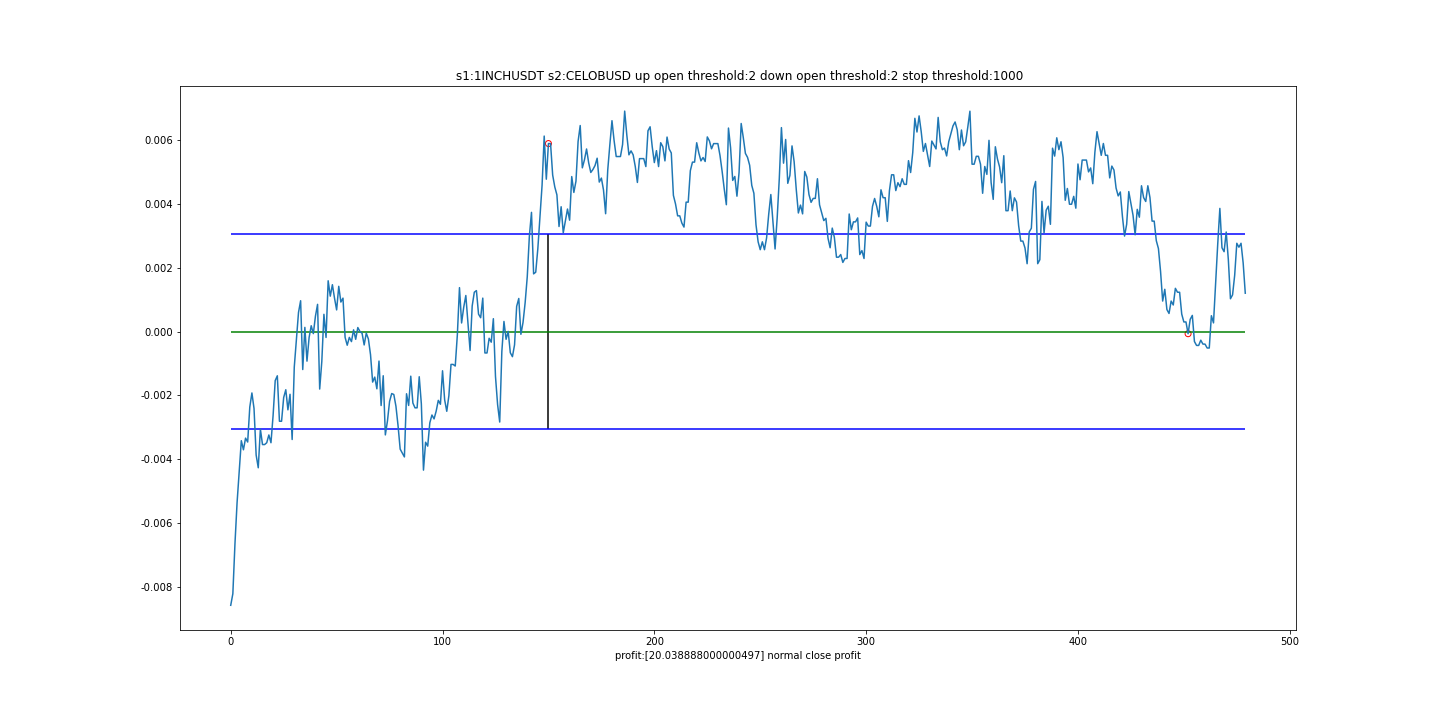 s1:1INCHUSDT s2:CELOBUSD up open threshold:2 down open threshold:2 stop threshold:1000
0.006
0.004
0.002
0.000
-0.002
-0.004
-0.006
-0.008
0 100 200 300 400 500
profit:[20.038888000000497] normal close profit